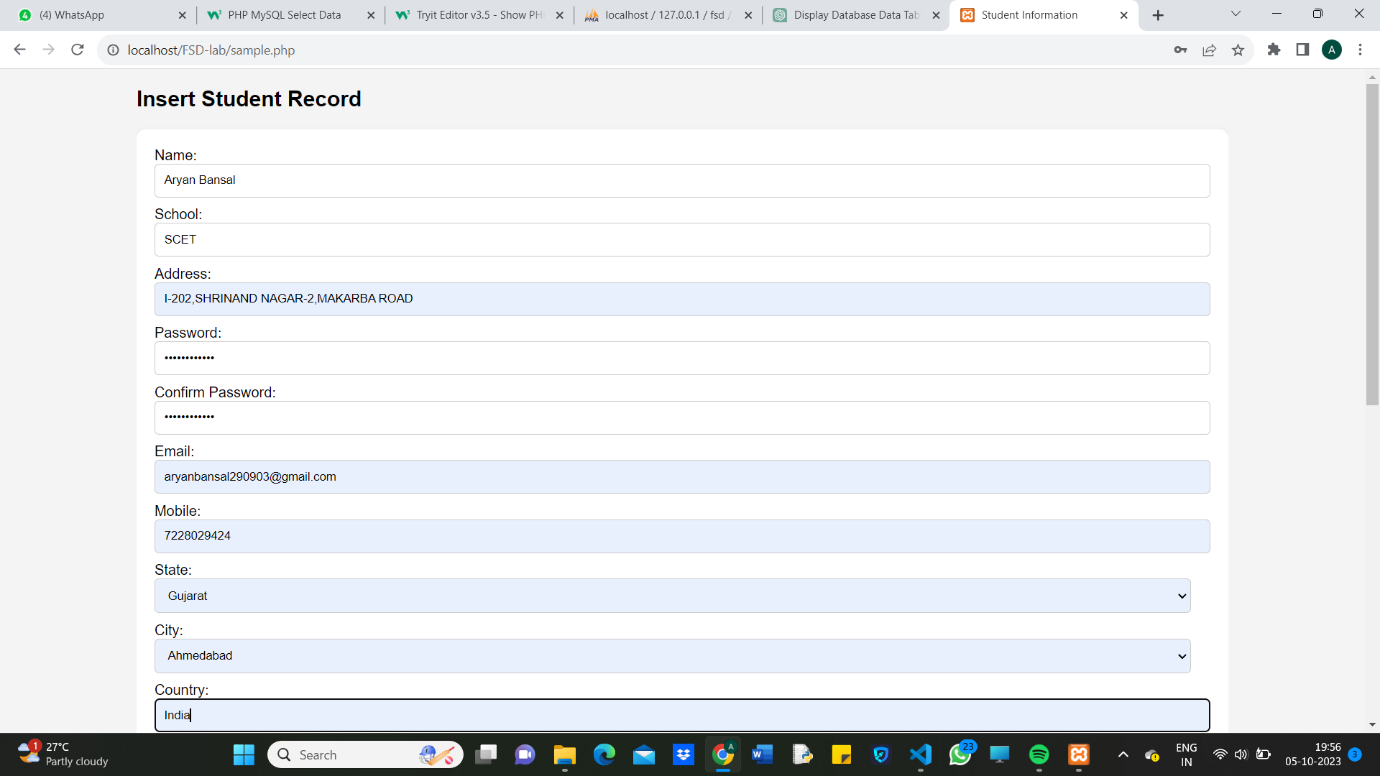 (4) WhatsApp
PHP MySQL Select Data
Tryit Editor v3.5 - Show PH
localhost / 127.0.0.1 / fsd /
Display Database Data Tab
Student Information
localhost/FSD-lab/sample.php
A
Insert Student Record
Name:
Aryan Bansal
School:
SCET
Address:
I-202,SHRINAND NAGAR-2,MAKARBA ROAD
Password:
••••••••••••
Confirm Password:
••••••••••••
Email:
aryanbansal290903@gmail.com
Mobile:
7228029424
State:
Gujarat
City:
Ahmedabad
Country:
India
1
27°C
Partly cloudy
Search
23
ENG
IN
19:56
05-10-2023
3